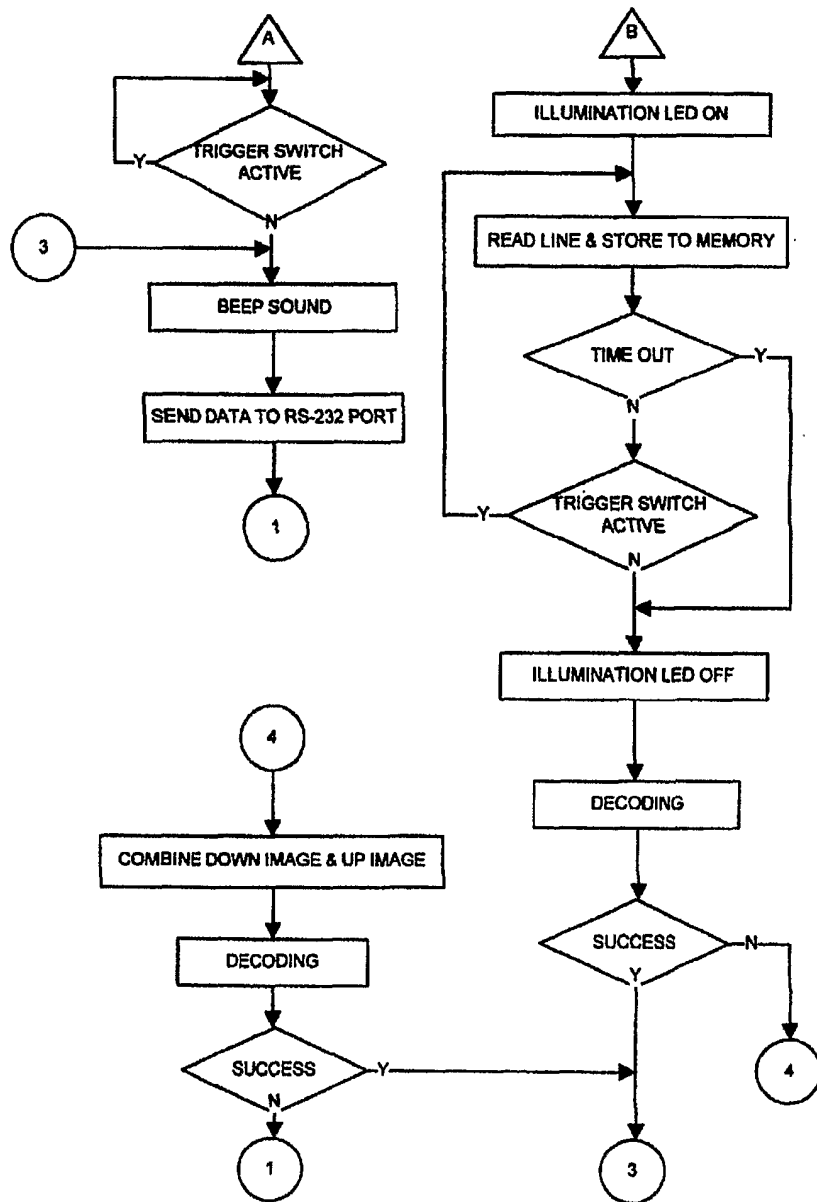 A
TRIGGER SWITCH
ACTIVE
Y
N
3
BEEP SOUND
SEND DATA TO RS-232 PORT
1
B
ILLUMINATION LED ON
READ LINE & STORE TO MEMORY
TIME OUT
Y
N
TRIGGER SWITCH
ACTIVE
Y
N
ILLUMINATION LED OFF
DECODING
SUCCESS
N
Y
4
4
COMBINE DOWN IMAGE & UP IMAGE
DECODING
SUCCESS
Y
N
1
3